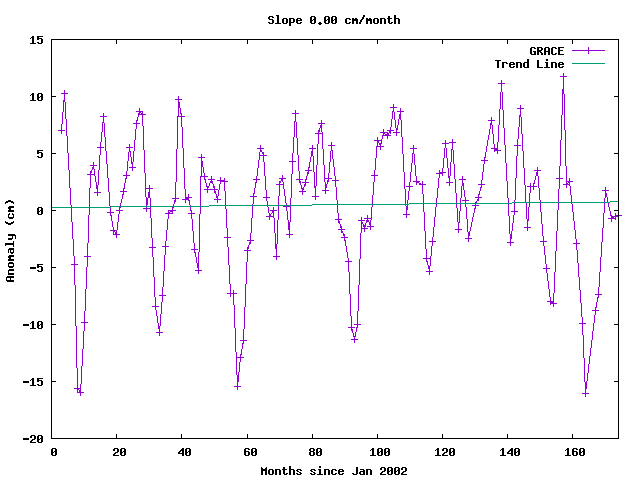 Slope 0.00 cm/month
GRACE
Trend Line
15
10
5
0
-5
-10
-15
-20
Anomaly (cm)
0 20 40 60 80 100 120 140 160
Months since Jan 2002